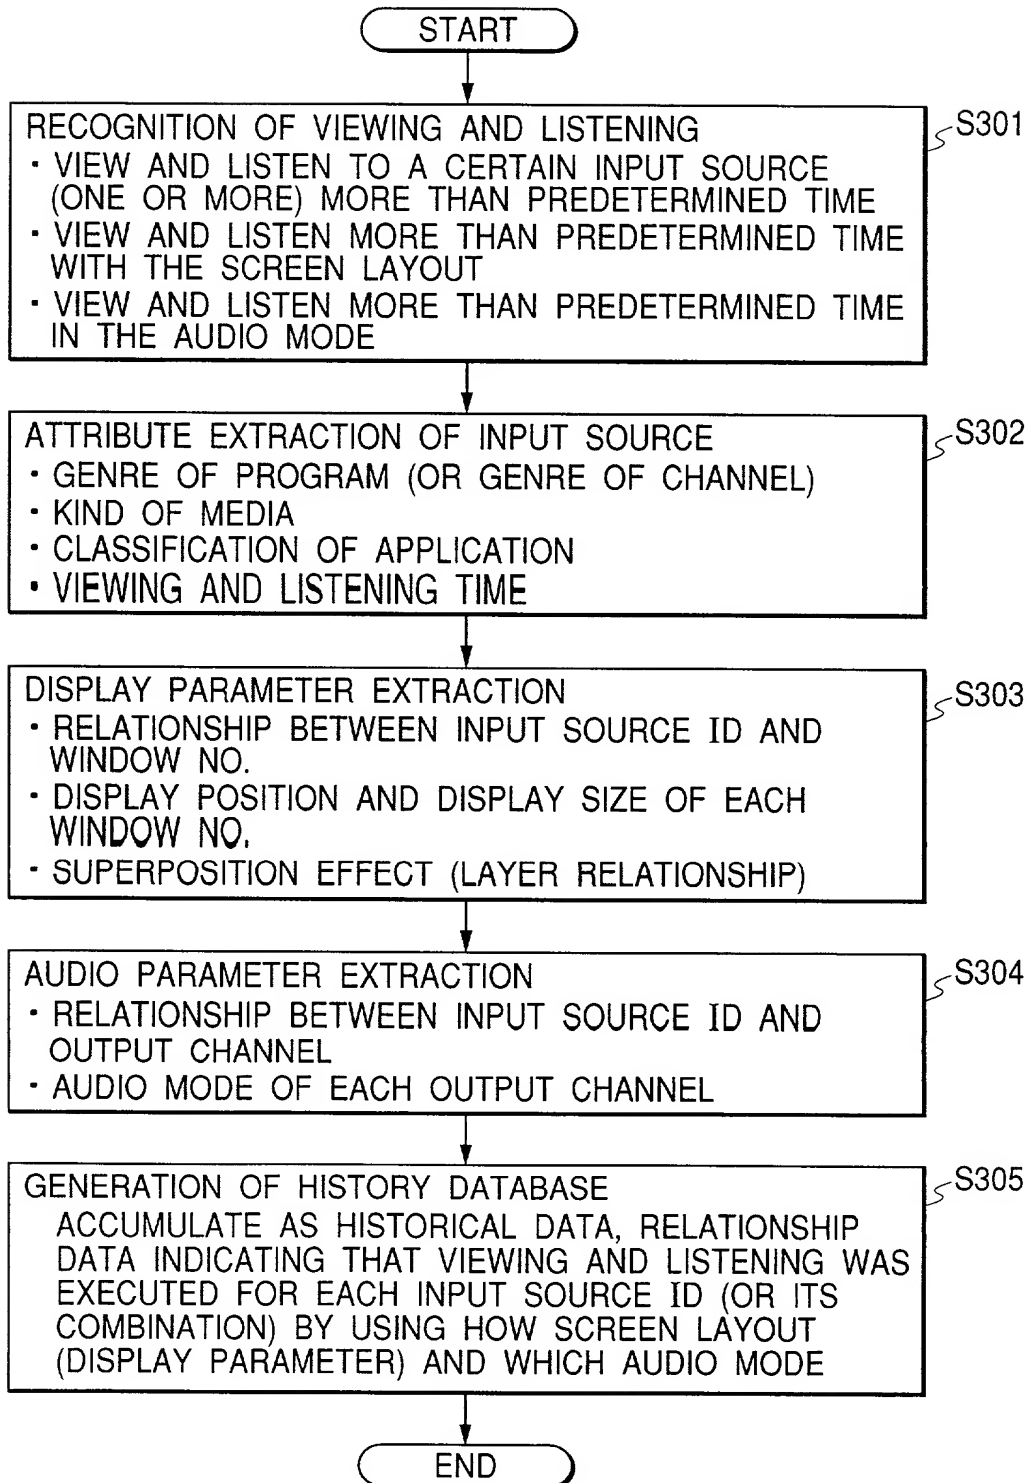 START
RECOGNITION OF VIEWING AND LISTENING
S301
· VIEW AND LISTEN TO A CERTAIN INPUT SOURCE
(ONE OR MORE) MORE THAN PREDETERMINED TIME
· VIEW AND LISTEN MORE THAN PREDETERMINED TIME
WITH THE SCREEN LAYOUT
· VIEW AND LISTEN MORE THAN PREDETERMINED TIME
IN THE AUDIO MODE
ATTRIBUTE EXTRACTION OF INPUT SOURCE
S302
· GENRE OF PROGRAM (OR GENRE OF CHANNEL)
· KIND OF MEDIA
· CLASSIFICATION OF APPLICATION
· VIEWING AND LISTENING TIME
DISPLAY PARAMETER EXTRACTION
S303
· RELATIONSHIP BETWEEN INPUT SOURCE ID AND
WINDOW NO.
· DISPLAY POSITION AND DISPLAY SIZE OF EACH
WINDOW NO.
· SUPERPOSITION EFFECT (LAYER RELATIONSHIP)
AUDIO PARAMETER EXTRACTION
S304
· RELATIONSHIP BETWEEN INPUT SOURCE ID AND
OUTPUT CHANNEL
· AUDIO MODE OF EACH OUTPUT CHANNEL
GENERATION OF HISTORY DATABASE
S305
ACCUMULATE AS HISTORICAL DATA, RELATIONSHIP
DATA INDICATING THAT VIEWING AND LISTENING WAS
EXECUTED FOR EACH INPUT SOURCE ID (OR ITS
COMBINATION) BY USING HOW SCREEN LAYOUT
(DISPLAY PARAMETER) AND WHICH AUDIO MODE
END